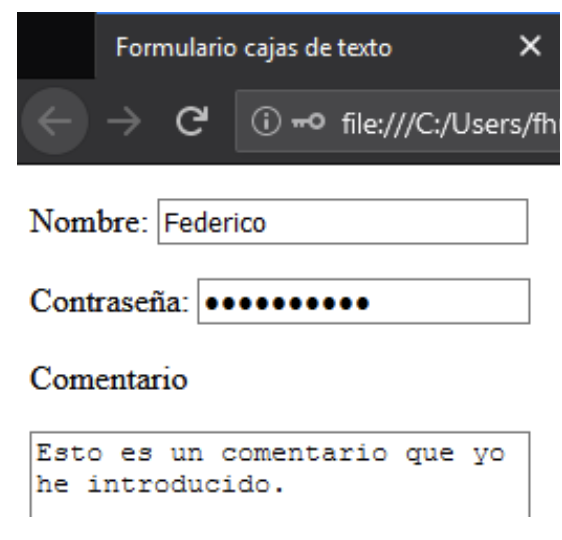 Formulario cajas de texto
file:///C:/Users/fh
Nombre: Federico
Contraseña: ●●●●●●●●●●
Comentario
Esto es un comentario que yo
he introducido.